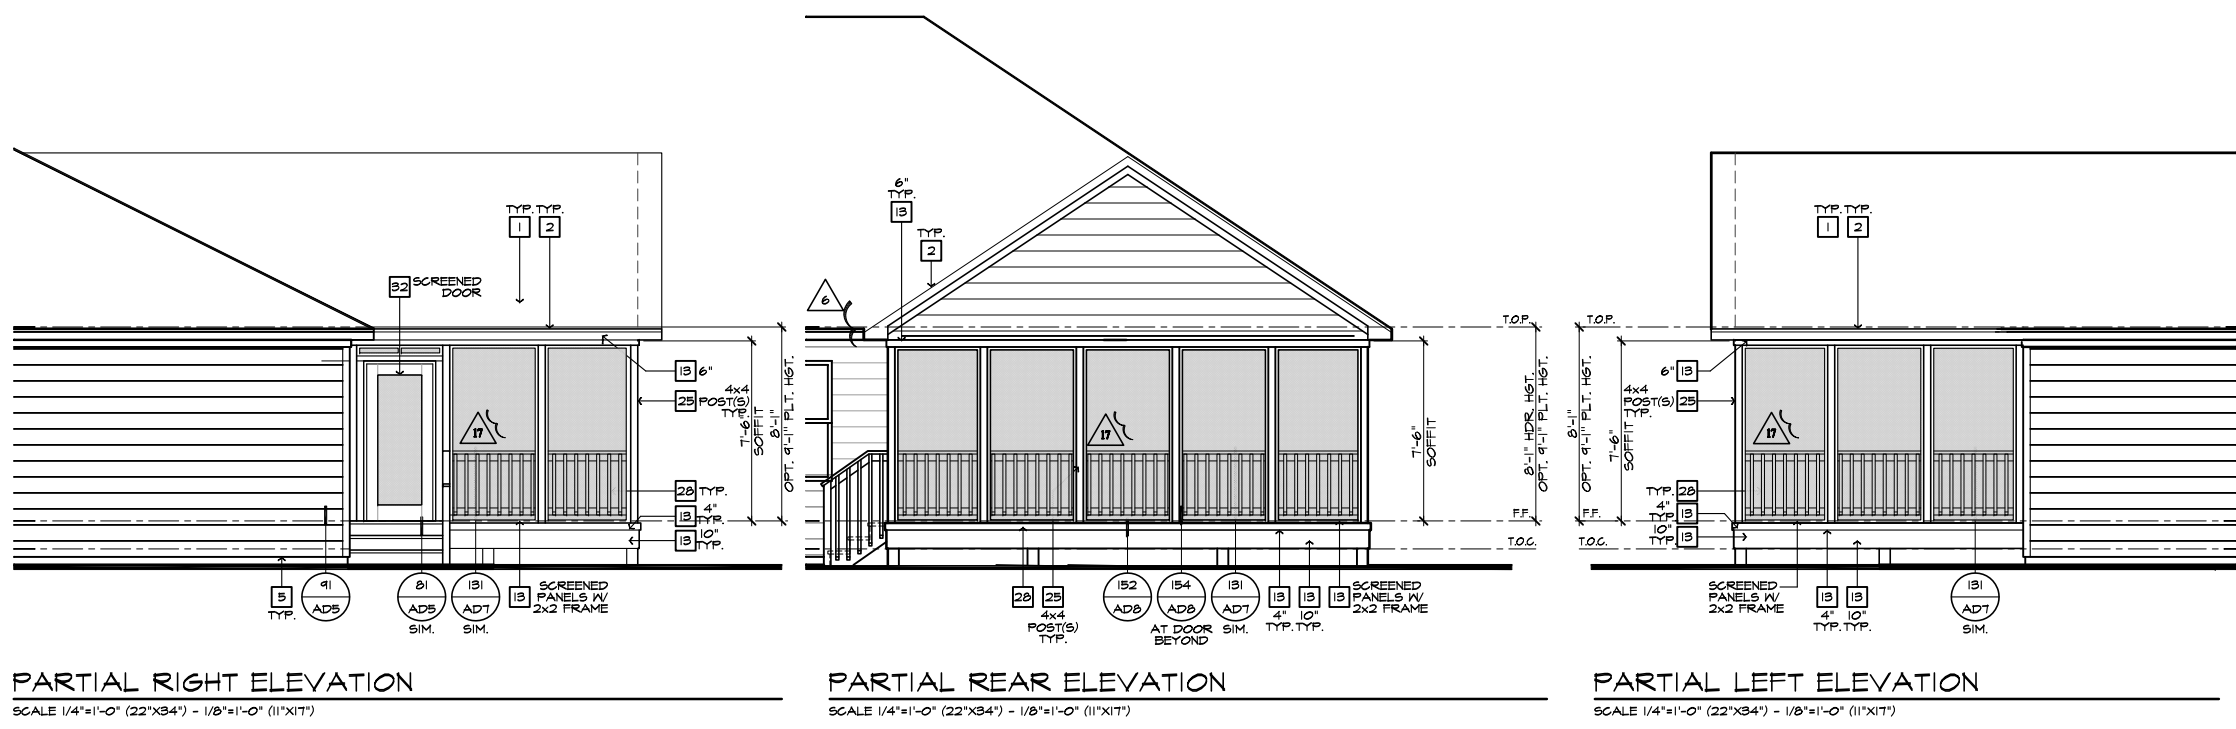 TYP. TYP.
1 2
32 SCREENED
DOOR
13 6"
25 4x4
POST(S)
TYP.
7'-6"
SOFFIT
8'-1"
OPT. 9'-1" PLT. HGT.
17
28 TYP.
13 4"
TYP.
13 10"
TYP.
5
TYP.
91
AD5
81
AD5
SIM.
131
AD7
SIM.
13 SCREENED
PANELS W/
2x2 FRAME
PARTIAL RIGHT ELEVATION
SCALE 1/4"=1'-0" (22"X34") - 1/8"=1'-0" (11"X17")
6"
TYP.
13
TYP.
2
6
17
T.O.P.
8'-1" HDR. HGT.
OPT. 9'-1" PLT. HGT.
7'-6"
SOFFIT
F.F.
T.O.C.
28
25
4x4
POST(S)
TYP.
152
AD8
154
AD8
AT DOOR
BEYOND
131
AD7
SIM.
13
4"
TYP.
13
10"
TYP.
13 SCREENED
PANELS W/
2x2 FRAME
PARTIAL REAR ELEVATION
SCALE 1/4"=1'-0" (22"X34") - 1/8"=1'-0" (11"X17")
TYP. TYP.
1 2
T.O.P.
8'-1"
OPT. 9'-1" PLT. HGT.
7'-6"
SOFFIT
6" 13
4x4
POST(S) 25
TYP.
17
TYP. 28
4"
TYP. 13
10"
TYP. 13
F.F.
T.O.C.
SCREENED
PANELS W/
2x2 FRAME
13
4"
TYP.
13
10"
TYP.
131
AD7
SIM.
PARTIAL LEFT ELEVATION
SCALE 1/4"=1'-0" (22"X34") - 1/8"=1'-0" (11"X17")